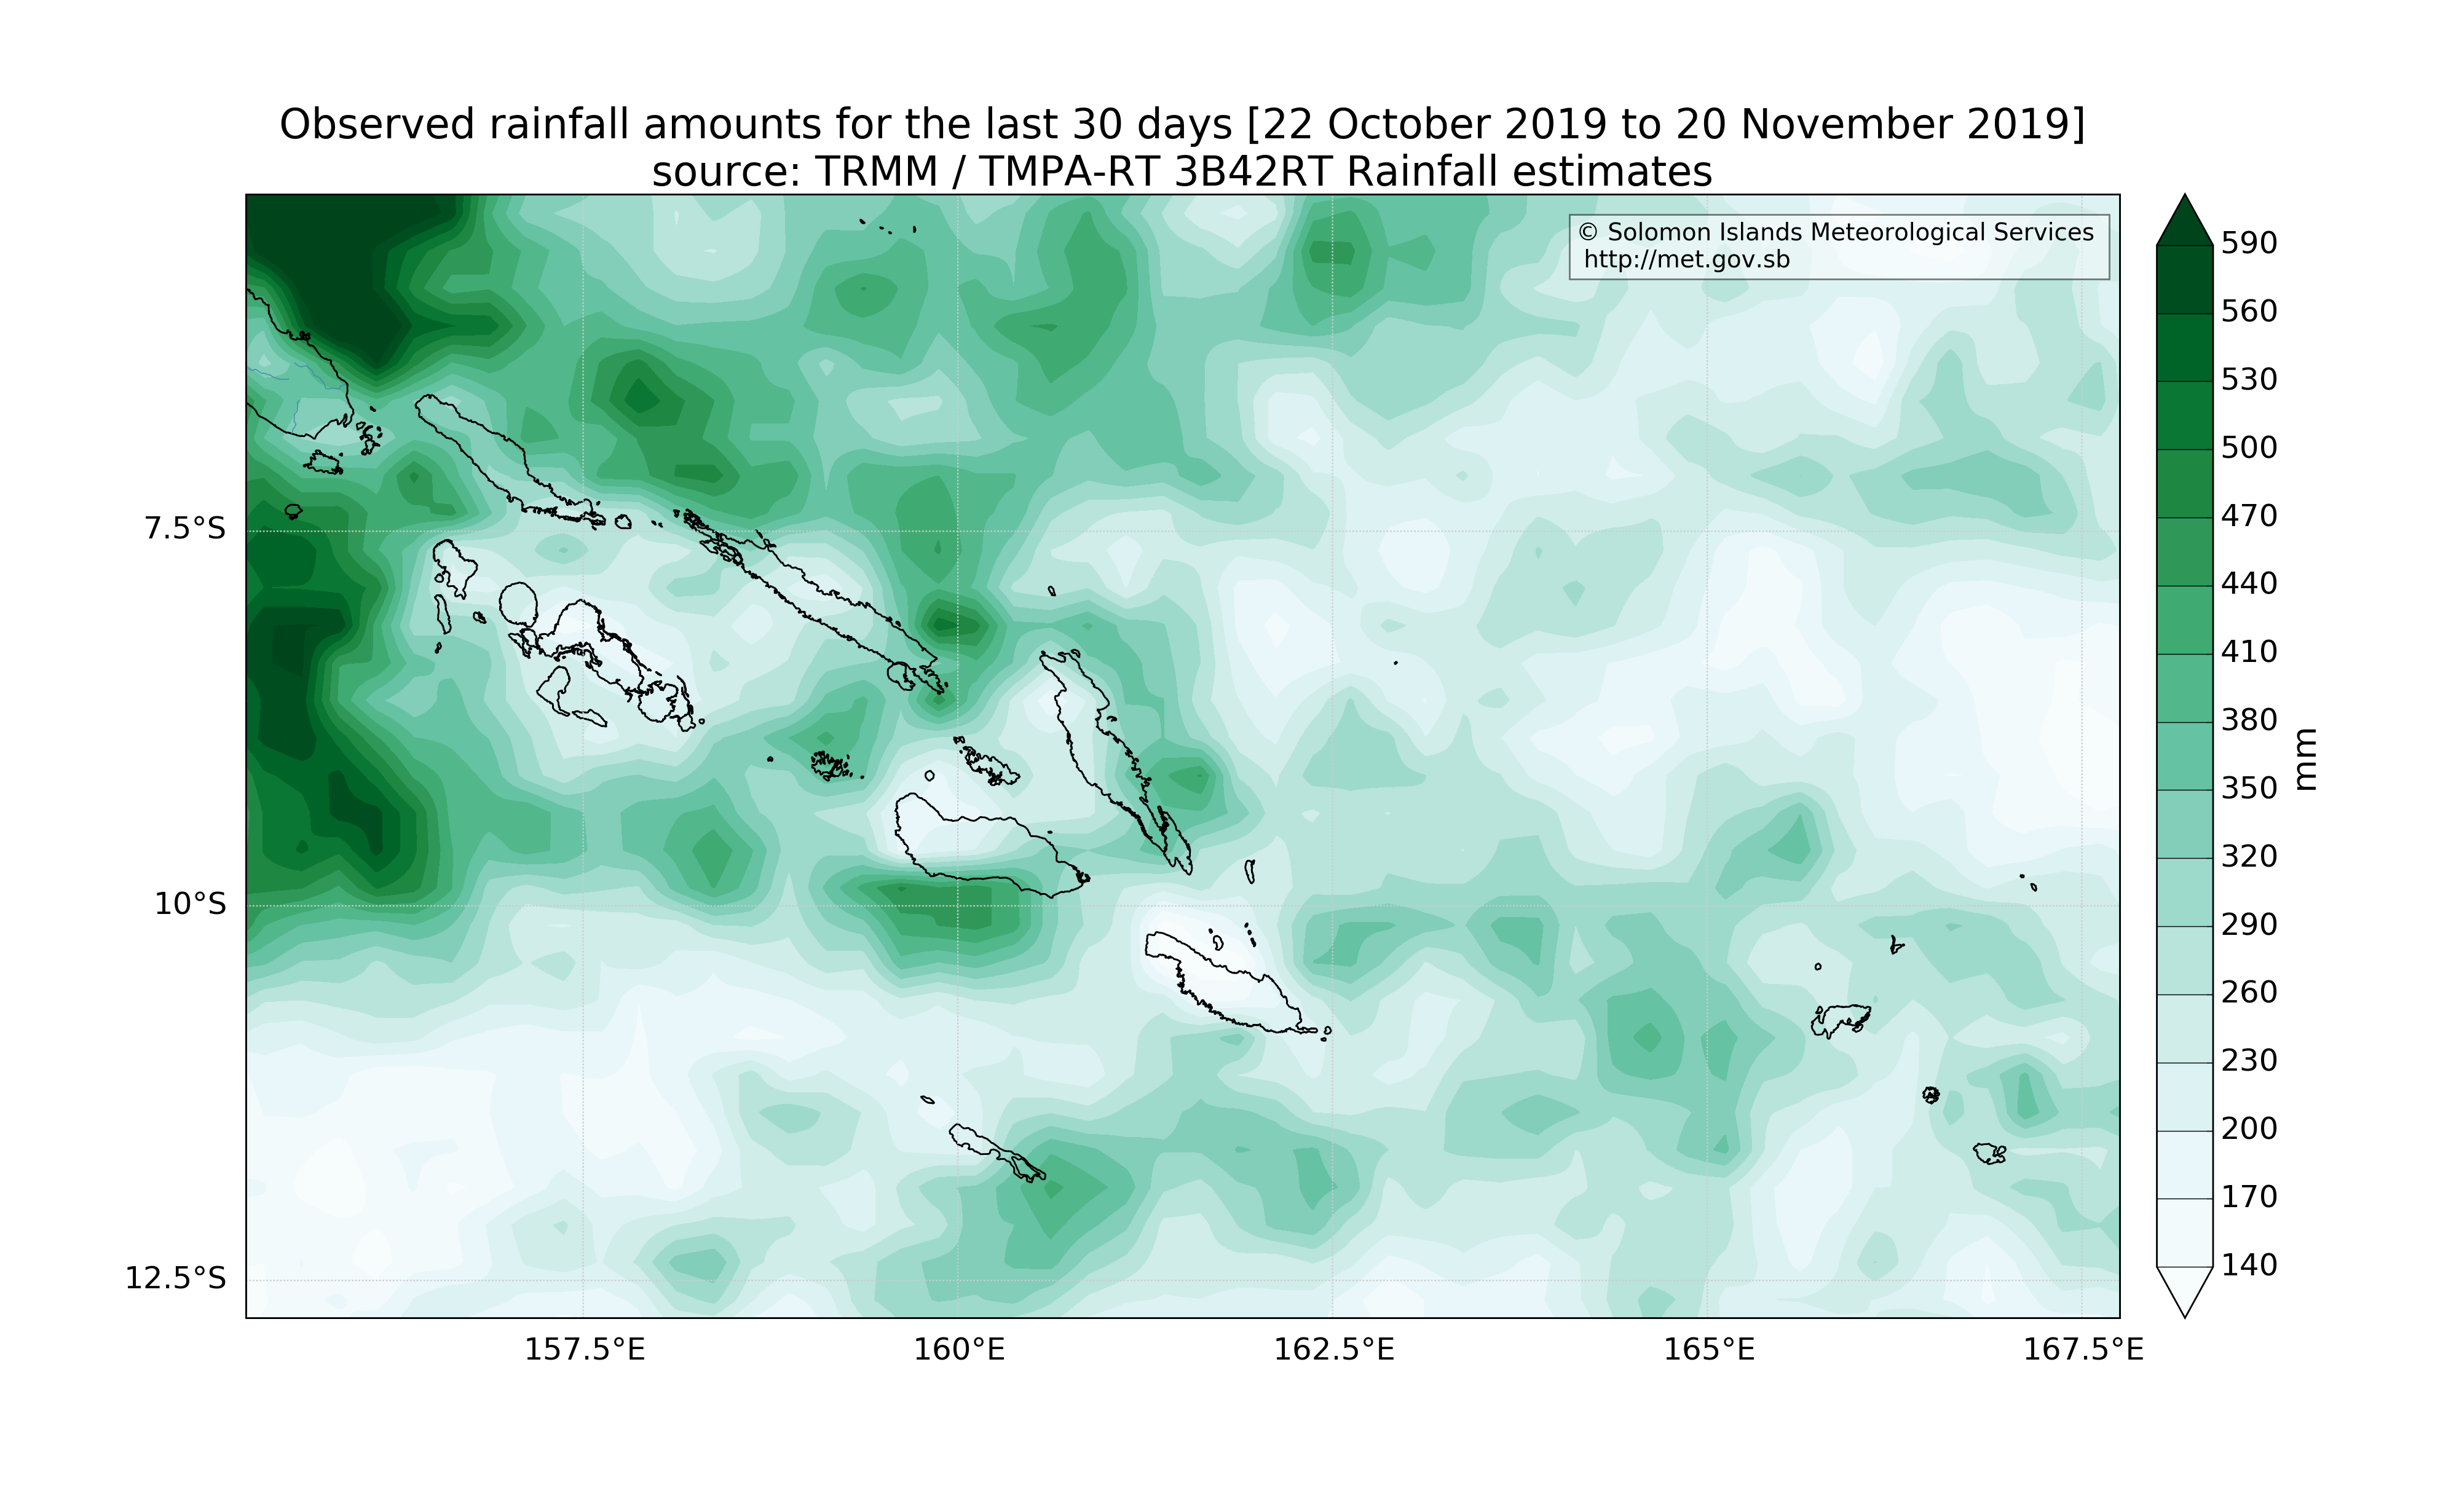 Observed rainfall amounts for the last 30 days [22 October 2019 to 20 November 2019]
source: TRMM / TMPA-RT 3B42RT Rainfall estimates
© Solomon Islands Meteorological Services
http://met.gov.sb
590
560
530
500
470
440
410
380
350
320
290
260
230
200
170
140
mm
7.5°S
10°S
12.5°S
157.5°E
160°E
162.5°E
165°E
167.5°E